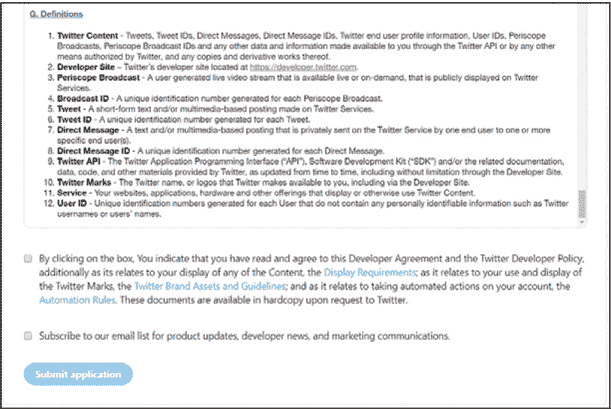 G. Definitions
1. Twitter Content - Tweets, Tweet IDs, Direct Messages, Direct Message IDs, Twitter end user profile information, User IDs, Periscope
Broadcasts, Periscope Broadcast IDs and any other data and information made available to you through the Twitter API or by any other
means authorized by Twitter, and any copies and derivative works thereof.
2. Developer Site – Twitter's developer site located at https://developer.twitter.com.
3. Periscope Broadcast - A user generated live video stream that is available live or on-demand, that is publicly displayed on Twitter
Services.
4. Broadcast ID - A unique identification number generated for each Periscope Broadcast.
5. Tweet - A short-form text and/or multimedia-based posting made on Twitter Services.
6. Tweet ID - A unique identification number generated for each Tweet.
7. Direct Message - A text and/or multimedia-based posting that is privately sent on the Twitter Service by one end user to one or more
specific end user(s).
8. Direct Message ID - A unique identification number generated for each Direct Message.
9. Twitter API - The Twitter Application Programming Interface ("API"), Software Development Kit ("SDK") and/or the related documentation,
data, code, and other materials provided by Twitter, as updated from time to time, including without limitation through the Developer Site.
10. Twitter Marks - The Twitter name, or logos that Twitter makes available to you, including via the Developer Site.
11. Service - Your websites, applications, hardware and other offerings that display or otherwise use Twitter Content.
12. User ID - Unique identification numbers generated for each User that do not contain any personally identifiable information such as Twitter
usernames or users' names.
By clicking on the box, You indicate that you have read and agree to this Developer Agreement and the Twitter Developer Policy,
additionally as its relates to your display of any of the Content, the Display Requirements; as it relates to your use and display of
the Twitter Marks, the Twitter Brand Assets and Guidelines; and as it relates to taking automated actions on your account, the
Automation Rules. These documents are available in hardcopy upon request to Twitter.
Subscribe to our email list for product updates, developer news, and marketing communications.
Submit application